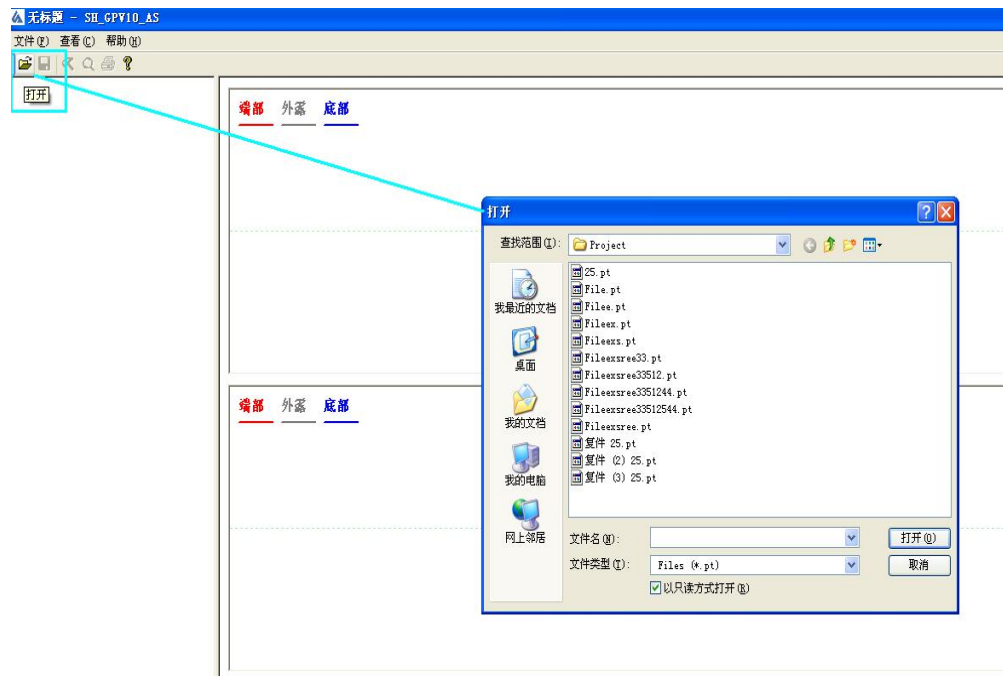 无标题 - SH_GPV10_AS
文件(F) 查看(C) 帮助(H)
打开
端部 外露 底部
打开
查找范围(I): Project
25.pt
File.pt
Filee.pt
Fileex.pt
Fileexs.pt
Fileexsree33.pt
Fileexsree33512.pt
Fileexsree3351244.pt
Fileexsree33512544.pt
Fileexsree.pt
复件 25.pt
复件 (2) 25.pt
复件 (3) 25.pt
我最近的文档
桌面
我的文档
我的电脑
网上邻居
文件名(N): 打开(O)
文件类型(T): Files (*.pt) 取消
以只读方式打开(R)
端部 外露 底部